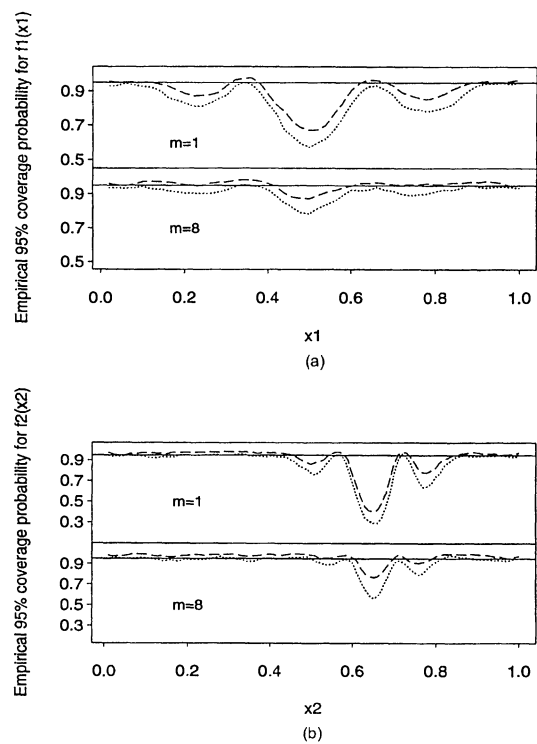 Empirical 95% coverage probability for f1(x1)
0.9
0.7
m=1
0.5
0.9
0.7
m=8
0.5
0.0 0.2 0.4 0.6 0.8 1.0
x1
(a)
Empirical 95% coverage probability for f2(x2)
0.9
0.7
m=1
0.5
0.3
0.9
0.7
0.5
m=8
0.3
0.0 0.2 0.4 0.6 0.8 1.0
x2
(b)